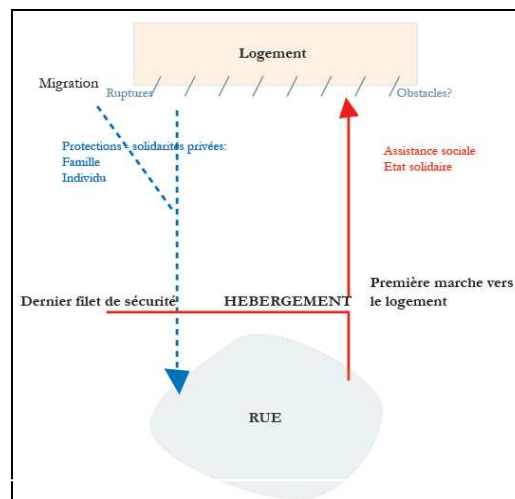 Logement
Migration
Ruptures
Obstacles?
Protections - solidarités privées:
Famille
Individu
Assistance sociale
Etat solidaire
Dernier filet de sécurité
HEBERGEMENT
Première marche vers
le logement
RUE